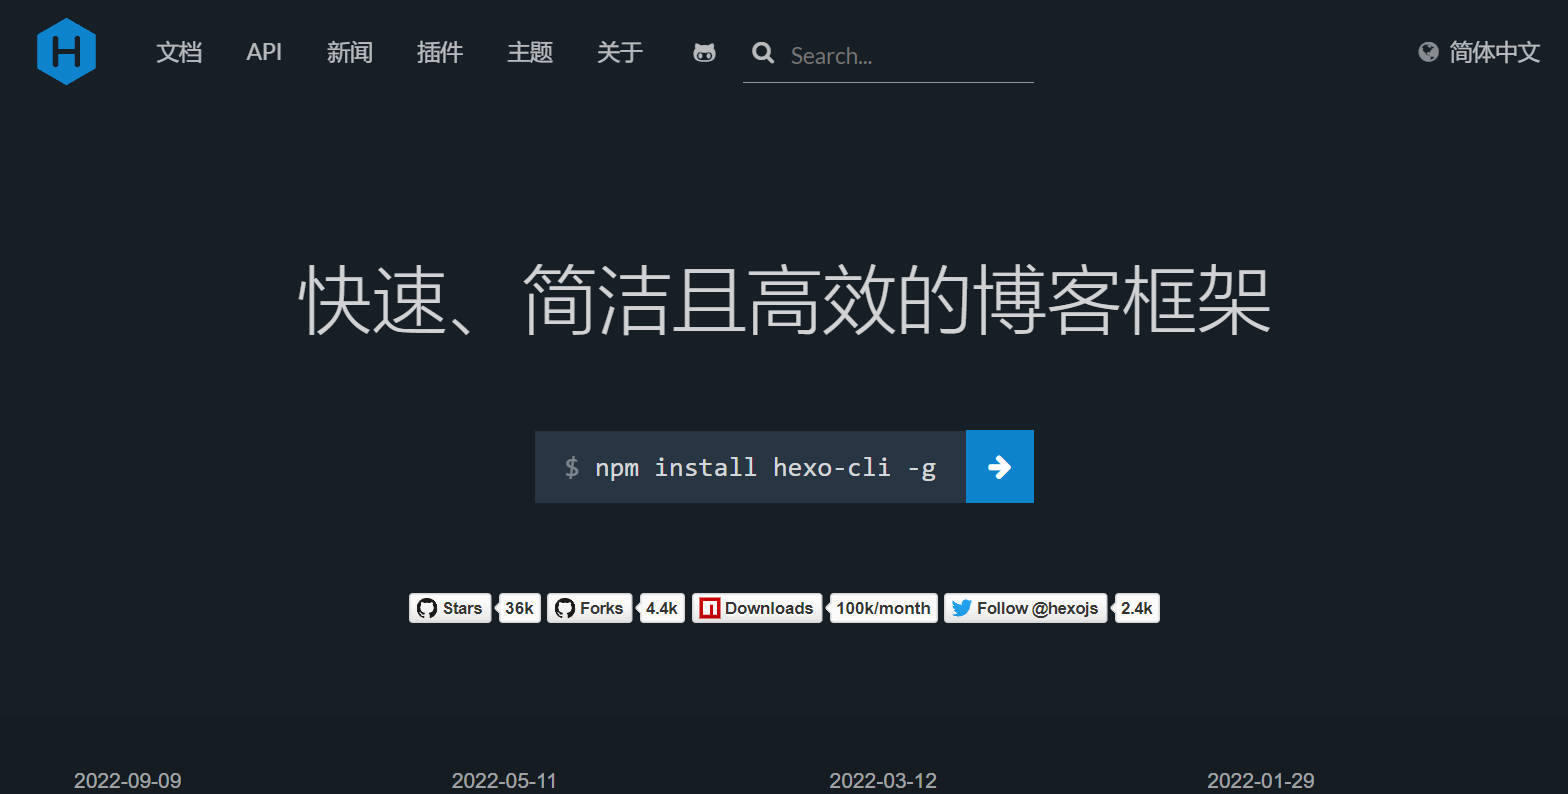 H 文档 API 新闻 插件 主题 关于 Search... 简体中文
快速、简洁且高效的博客框架
$ npm install hexo-cli -g
Stars 36k Forks 4.4k Downloads 100k/month Follow @hexojs 2.4k
2022-09-09 2022-05-11 2022-03-12 2022-01-29